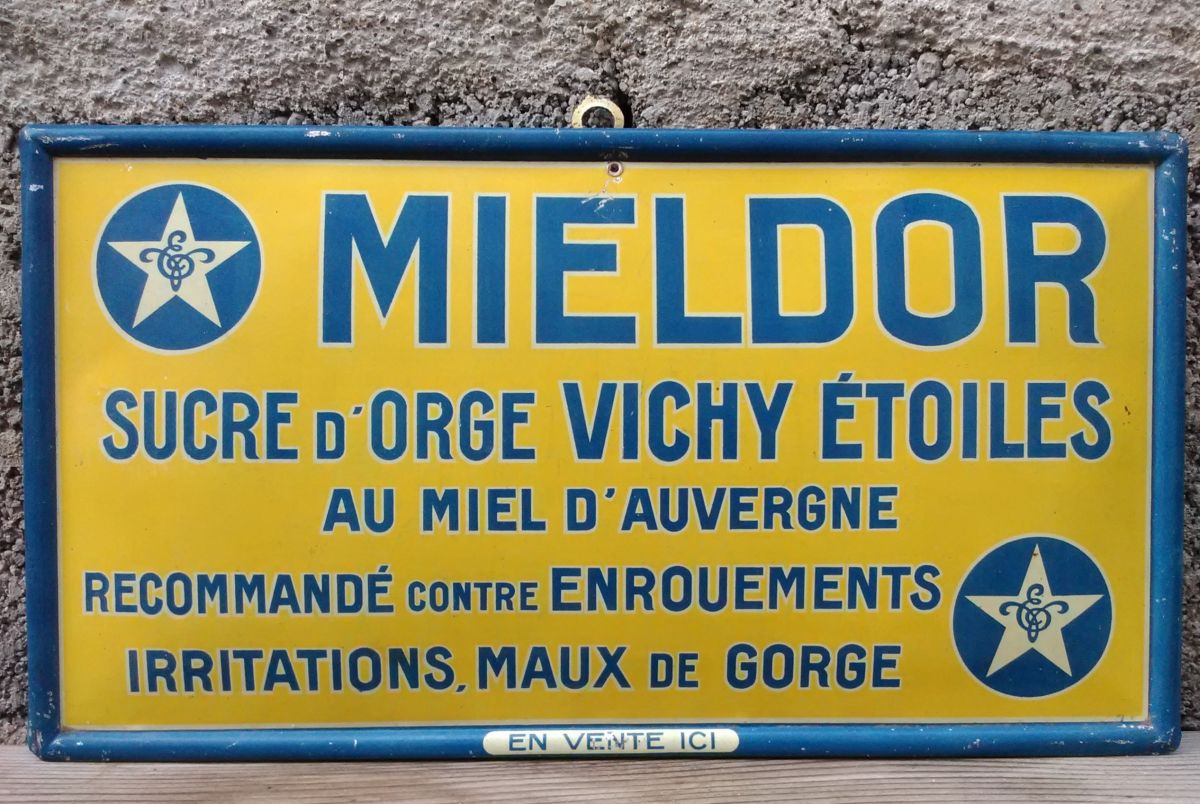 MIELDOR
SUCRE D'ORGE VICHY ÉTOILES
AU MIEL D'AUVERGNE
RECOMMANDÉ CONTRE ENROUEMENTS
IRRITATIONS, MAUX DE GORGE
EN VENTE ICI